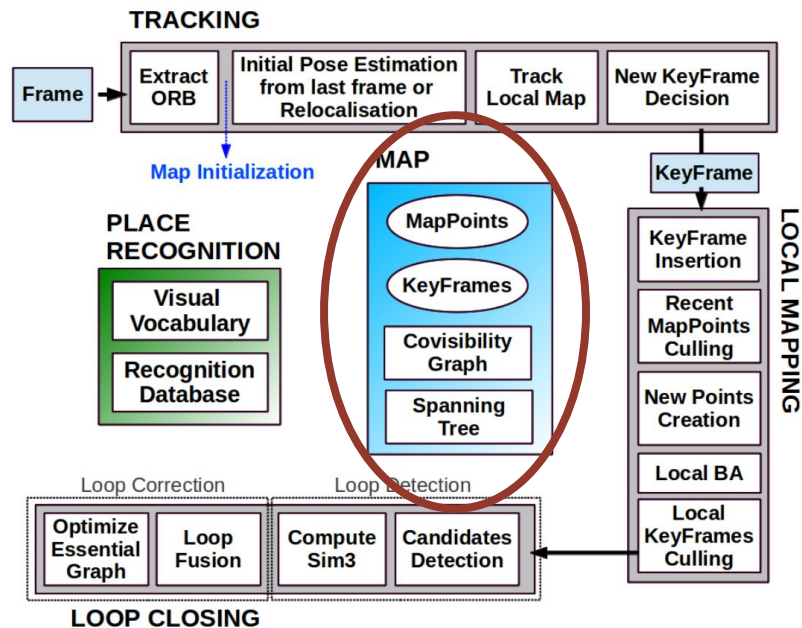 TRACKING
Frame
Extract
ORB
Initial Pose Estimation
from last frame or
Relocalisation
Track
Local Map
New KeyFrame
Decision
Map Initialization
MAP
KeyFrame
PLACE
RECOGNITION
Visual
Vocabulary
Recognition
Database
MapPoints
KeyFrames
Covisibility
Graph
Spanning
Tree
LOCAL MAPPING
KeyFrame
Insertion
Recent
MapPoints
Culling
New Points
Creation
Local BA
Local
KeyFrames
Culling
Loop Correction
Loop Detection
Optimize
Essential
Graph
Loop
Fusion
Compute
Sim3
Candidates
Detection
LOOP CLOSING